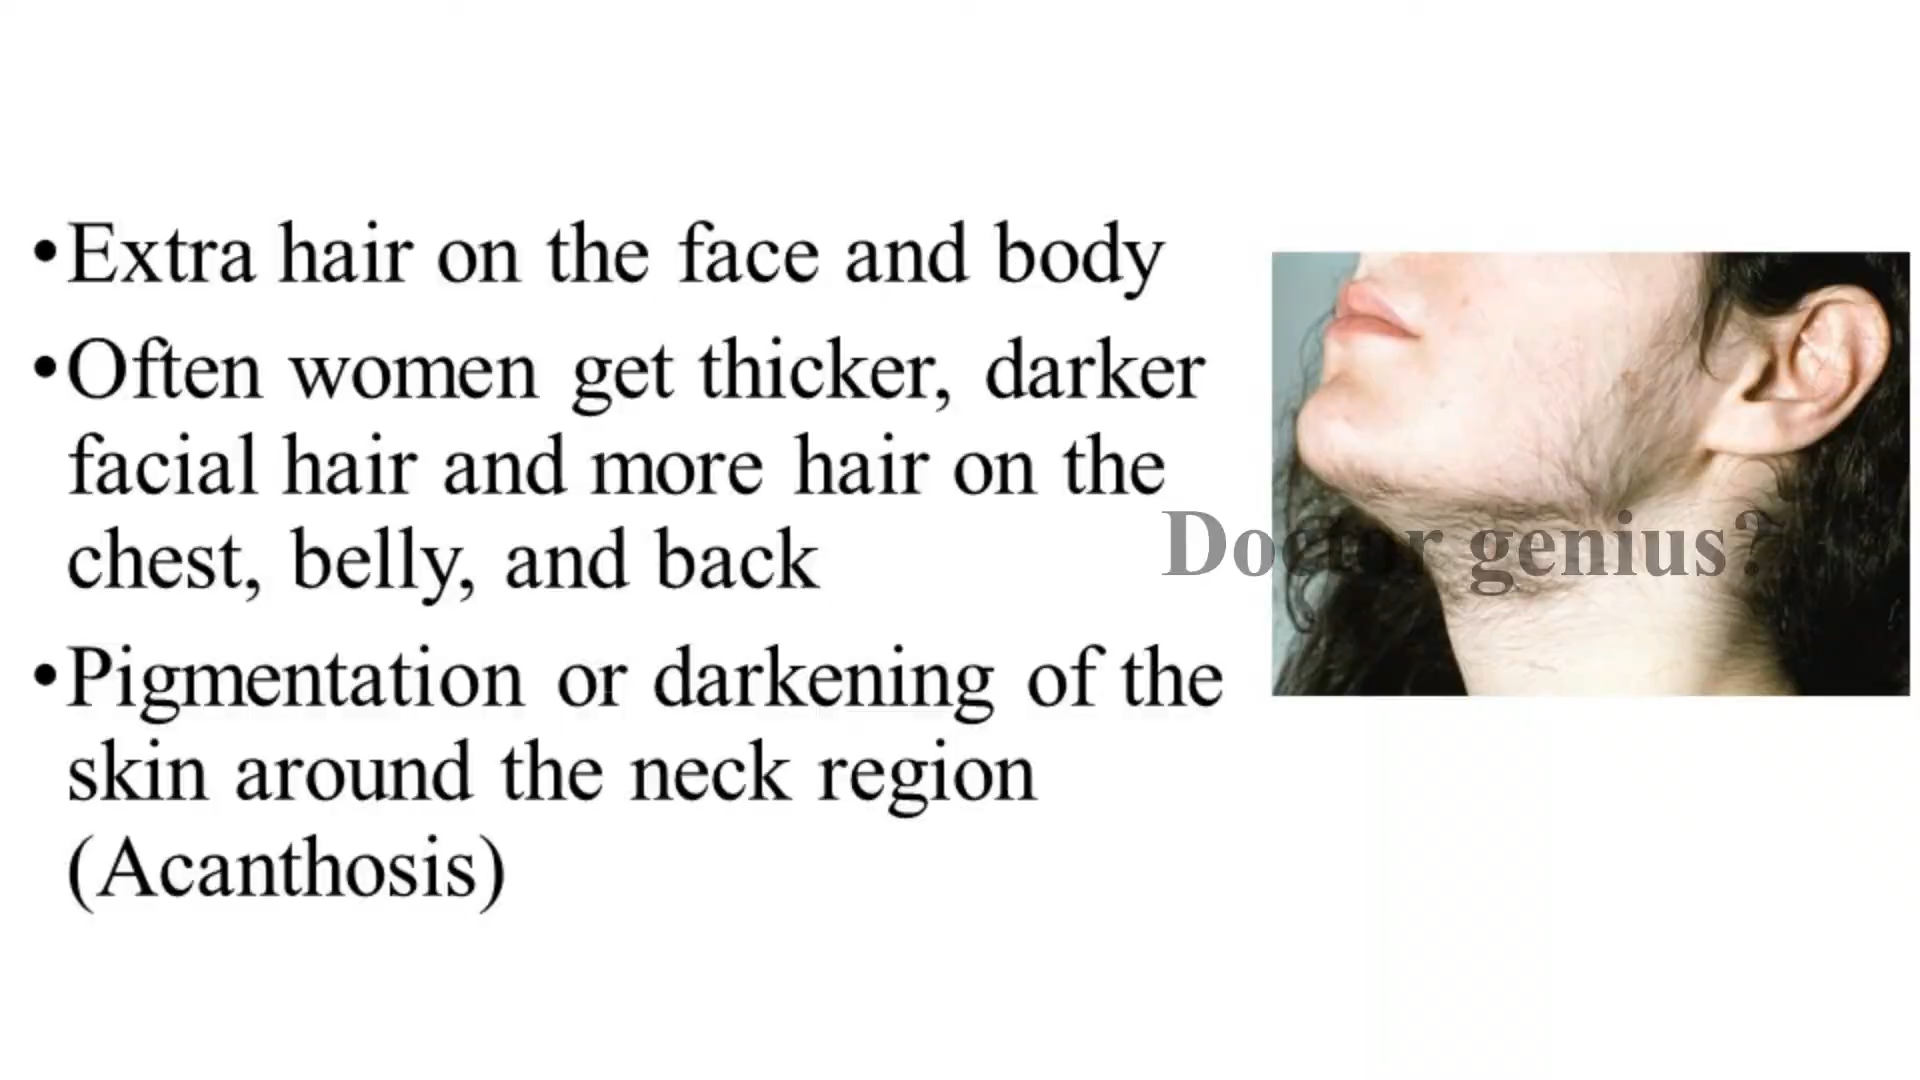 •Extra hair on the face and body
•Often women get thicker, darker
facial hair and more hair on the
chest, belly, and back
Doctor genius?
•Pigmentation or darkening of the
skin around the neck region
(Acanthosis)